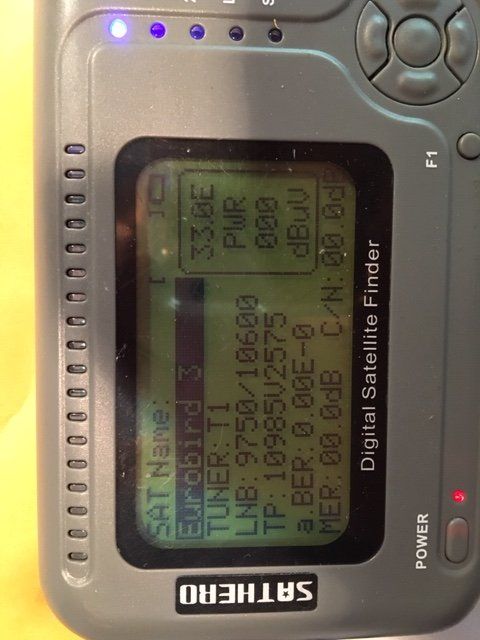 SAT Name:
Eurobird 3
TUNER:T1
LNB: 9750/10600
TP: 10985V2575
a BER: 0.00E-0
MER: 00.0dB C/N: 00.0dB
33.0E
PWR
000
dBuV
Digital Satellite Finder
SATHERO
POWER
F1